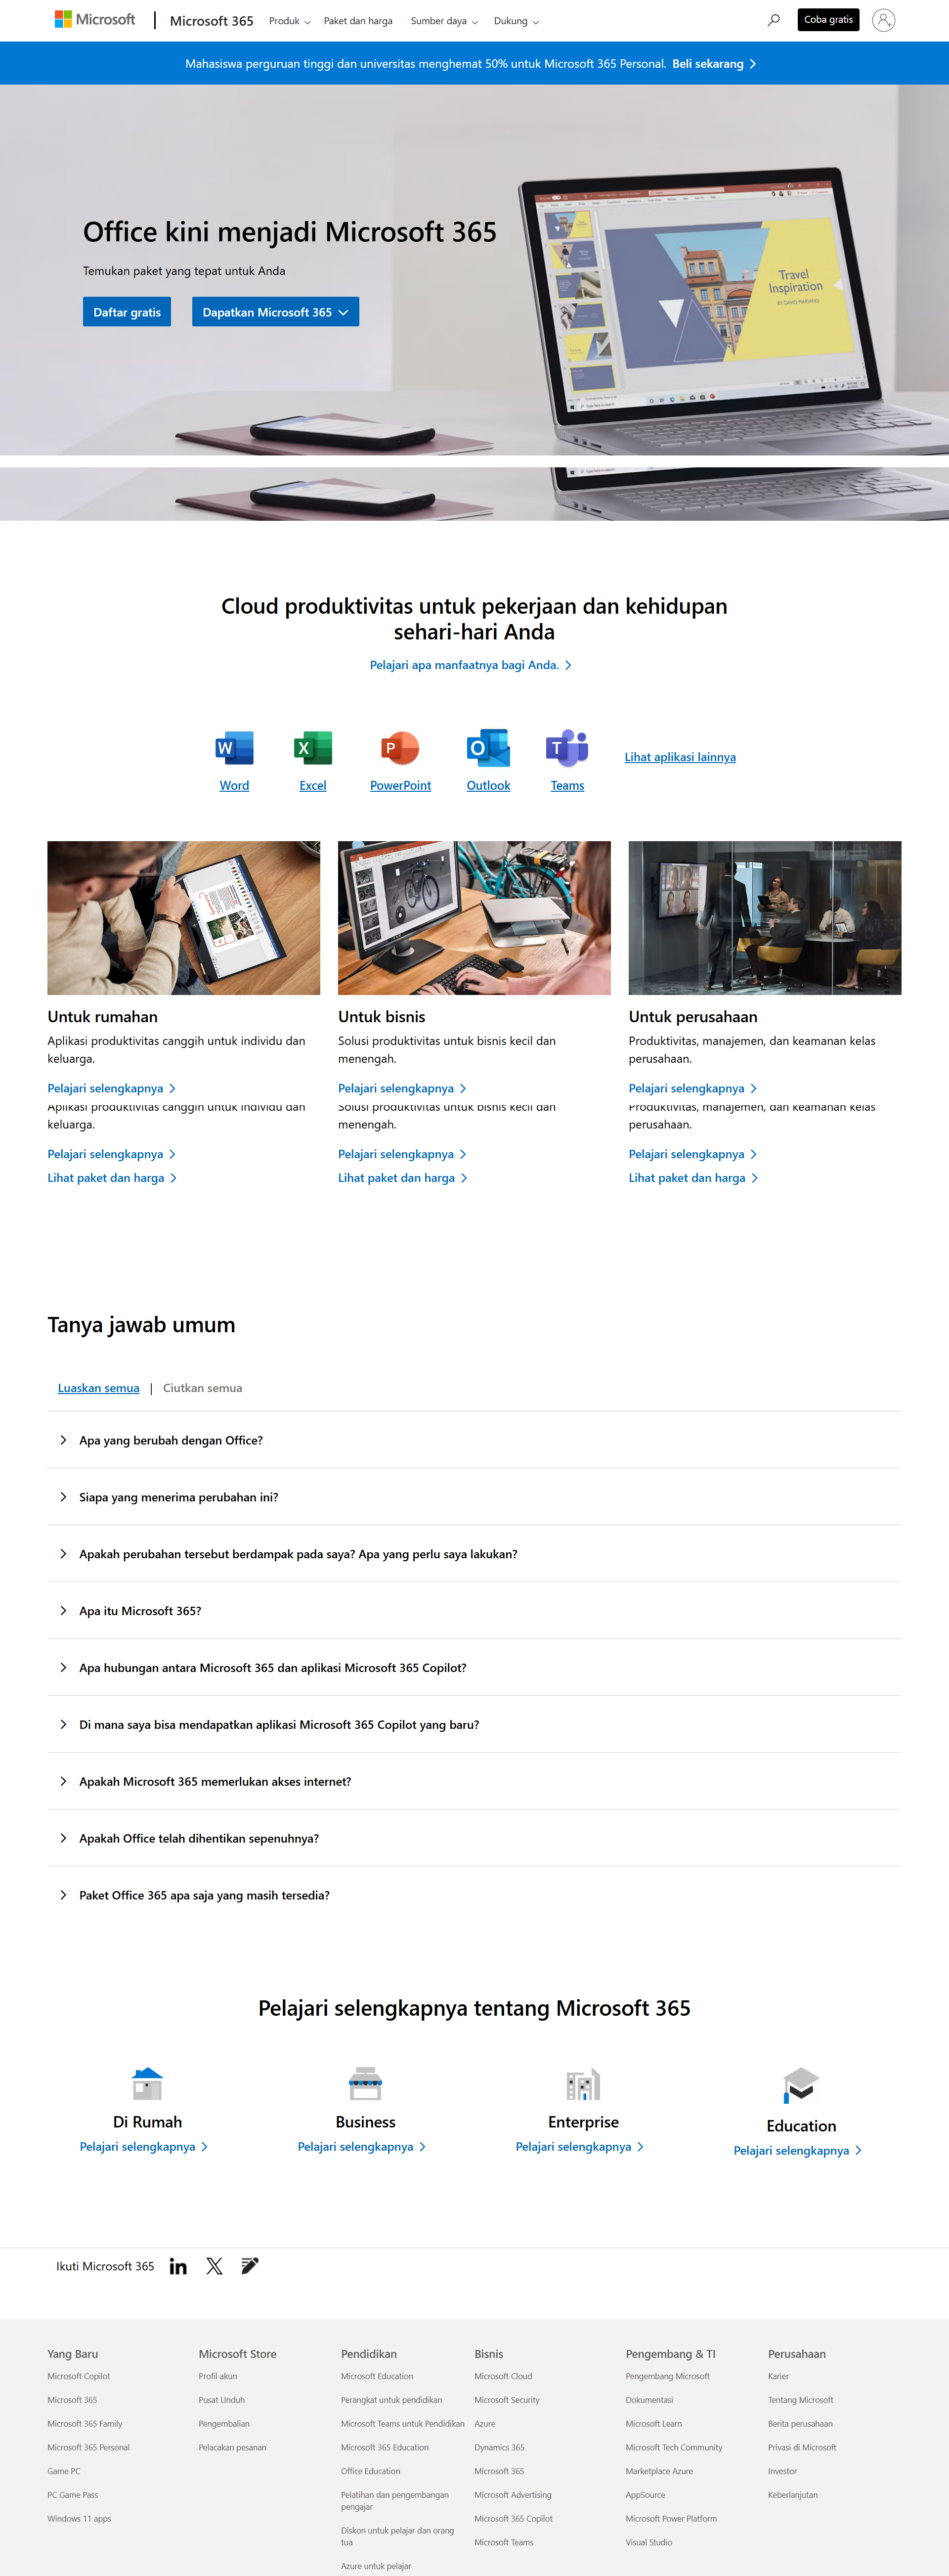 Microsoft
Microsoft 365
Produk
Paket dan harga
Sumber daya
Dukung
Coba gratis
Mahasiswa perguruan tinggi dan universitas menghemat 50% untuk Microsoft 365 Personal. Beli sekarang
Office kini menjadi Microsoft 365
Temukan paket yang tepat untuk Anda
Daftar gratis
Dapatkan Microsoft 365
Travel
Inspiration
BY DAVID MARIANO
Cloud produktivitas untuk pekerjaan dan kehidupan
sehari-hari Anda
Pelajari apa manfaatnya bagi Anda.
Word
Excel
PowerPoint
Outlook
Teams
Lihat aplikasi lainnya
Untuk rumahan
Aplikasi produktivitas canggih untuk individu dan
keluarga.
Pelajari selengkapnya
Aplikasi produktivitas canggih untuk individu dan
keluarga.
Pelajari selengkapnya
Lihat paket dan harga
Untuk bisnis
Solusi produktivitas untuk bisnis kecil dan
menengah.
Pelajari selengkapnya
Solusi produktivitas untuk bisnis kecil dan
menengah.
Pelajari selengkapnya
Lihat paket dan harga
Untuk perusahaan
Produktivitas, manajemen, dan keamanan kelas
perusahaan.
Pelajari selengkapnya
Produktivitas, manajemen, dan keamanan kelas
perusahaan.
Pelajari selengkapnya
Lihat paket dan harga
Tanya jawab umum
Luaskan semua | Ciutkan semua
Apa yang berubah dengan Office?
Siapa yang menerima perubahan ini?
Apakah perubahan tersebut berdampak pada saya? Apa yang perlu saya lakukan?
Apa itu Microsoft 365?
Apa hubungan antara Microsoft 365 dan aplikasi Microsoft 365 Copilot?
Di mana saya bisa mendapatkan aplikasi Microsoft 365 Copilot yang baru?
Apakah Microsoft 365 memerlukan akses internet?
Apakah Office telah dihentikan sepenuhnya?
Paket Office 365 apa saja yang masih tersedia?
Pelajari selengkapnya tentang Microsoft 365
Di Rumah
Pelajari selengkapnya
Business
Pelajari selengkapnya
Enterprise
Pelajari selengkapnya
Education
Pelajari selengkapnya
Ikuti Microsoft 365
Yang Baru
Microsoft Copilot
Microsoft 365
Microsoft 365 Family
Microsoft 365 Personal
Game PC
PC Game Pass
Windows 11 apps
Microsoft Store
Profil akun
Pusat Unduh
Pengembalian
Pelacakan pesanan
Pendidikan
Microsoft Education
Perangkat untuk pendidikan
Microsoft Teams untuk Pendidikan
Microsoft 365 Education
Office Education
Pelatihan dan pengembangan
pengajar
Diskon untuk pelajar dan orang
tua
Azure untuk pelajar
Bisnis
Microsoft Cloud
Microsoft Security
Azure
Dynamics 365
Microsoft 365
Microsoft Advertising
Microsoft 365 Copilot
Microsoft Teams
Pengembang & TI
Pengembang Microsoft
Dokumentasi
Microsoft Learn
Microsoft Tech Community
Marketplace Azure
AppSource
Microsoft Power Platform
Visual Studio
Perusahaan
Karier
Tentang Microsoft
Berita perusahaan
Privasi di Microsoft
Investor
Keberlanjutan